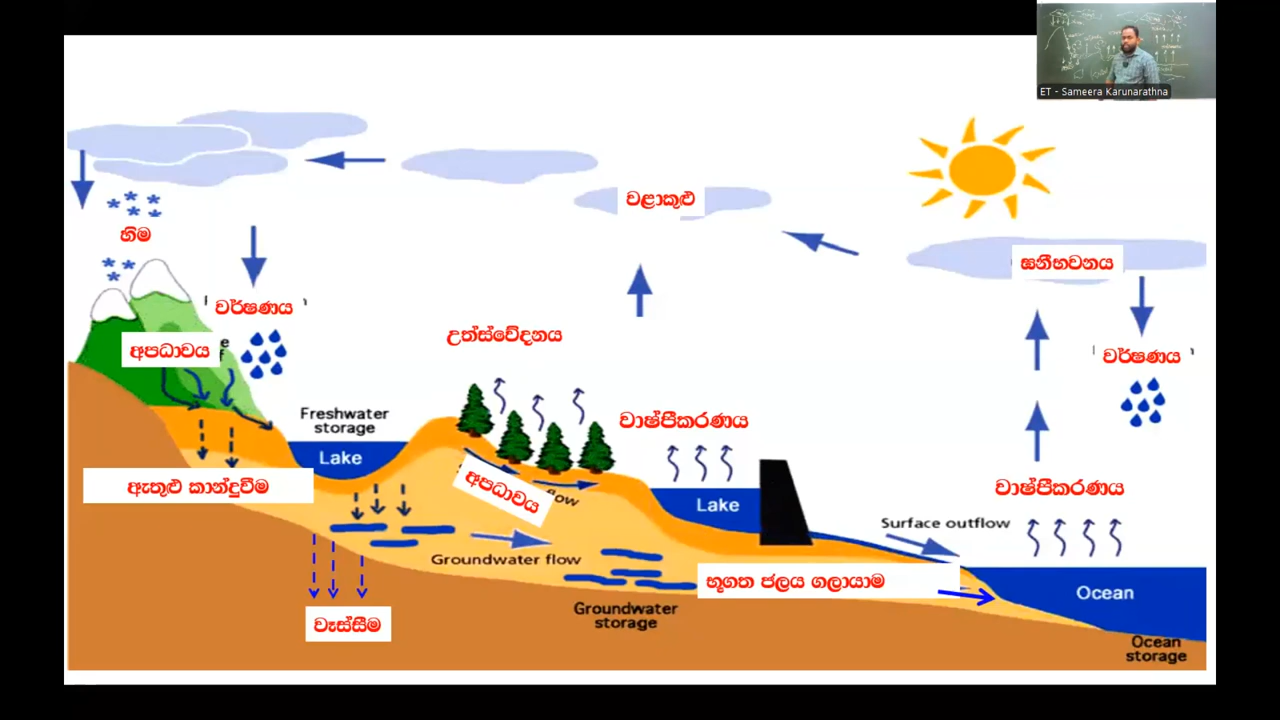 ET - Sameera Karunarathna
වළාකුළු
හිම
ඝනීභවනය
වර්ෂණය
උත්ස්වේදනය
අපධාවය
වර්ෂණය
Freshwater
storage
Lake
වාෂ්පීකරණය
ඇතුළු කාන්දුවීම
අපධාවය
flow
Lake
වාෂ්පීකරණය
Surface outflow
Groundwater flow
භූගත ජලය ගලායාම
Ocean
Groundwater
storage
වැස්සීම
Ocean
storage